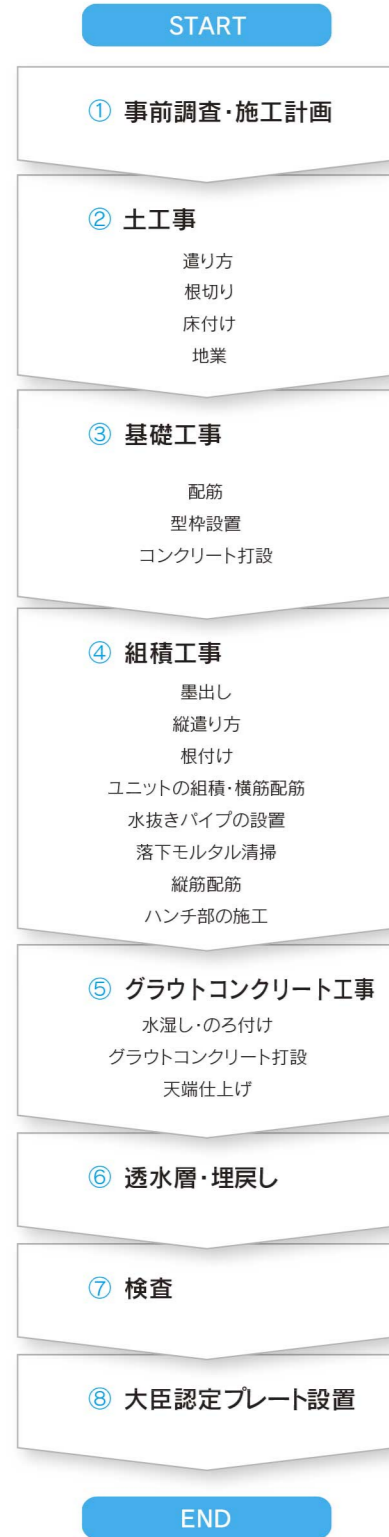 START
① 事前調査・施工計画
② 土工事
遣り方
根切り
床付け
地業
③ 基礎工事
配筋
型枠設置
コンクリート打設
④ 組積工事
墨出し
縦遣り方
根付け
ユニットの組積・横筋配筋
水抜きパイプの設置
落下モルタル清掃
縦筋配筋
ハンチ部の施工
⑤ グラウトコンクリート工事
水湿し・のろ付け
グラウトコンクリート打設
天端仕上げ
⑥ 透水層・埋戻し
⑦ 検査
⑧ 大臣認定プレート設置
END